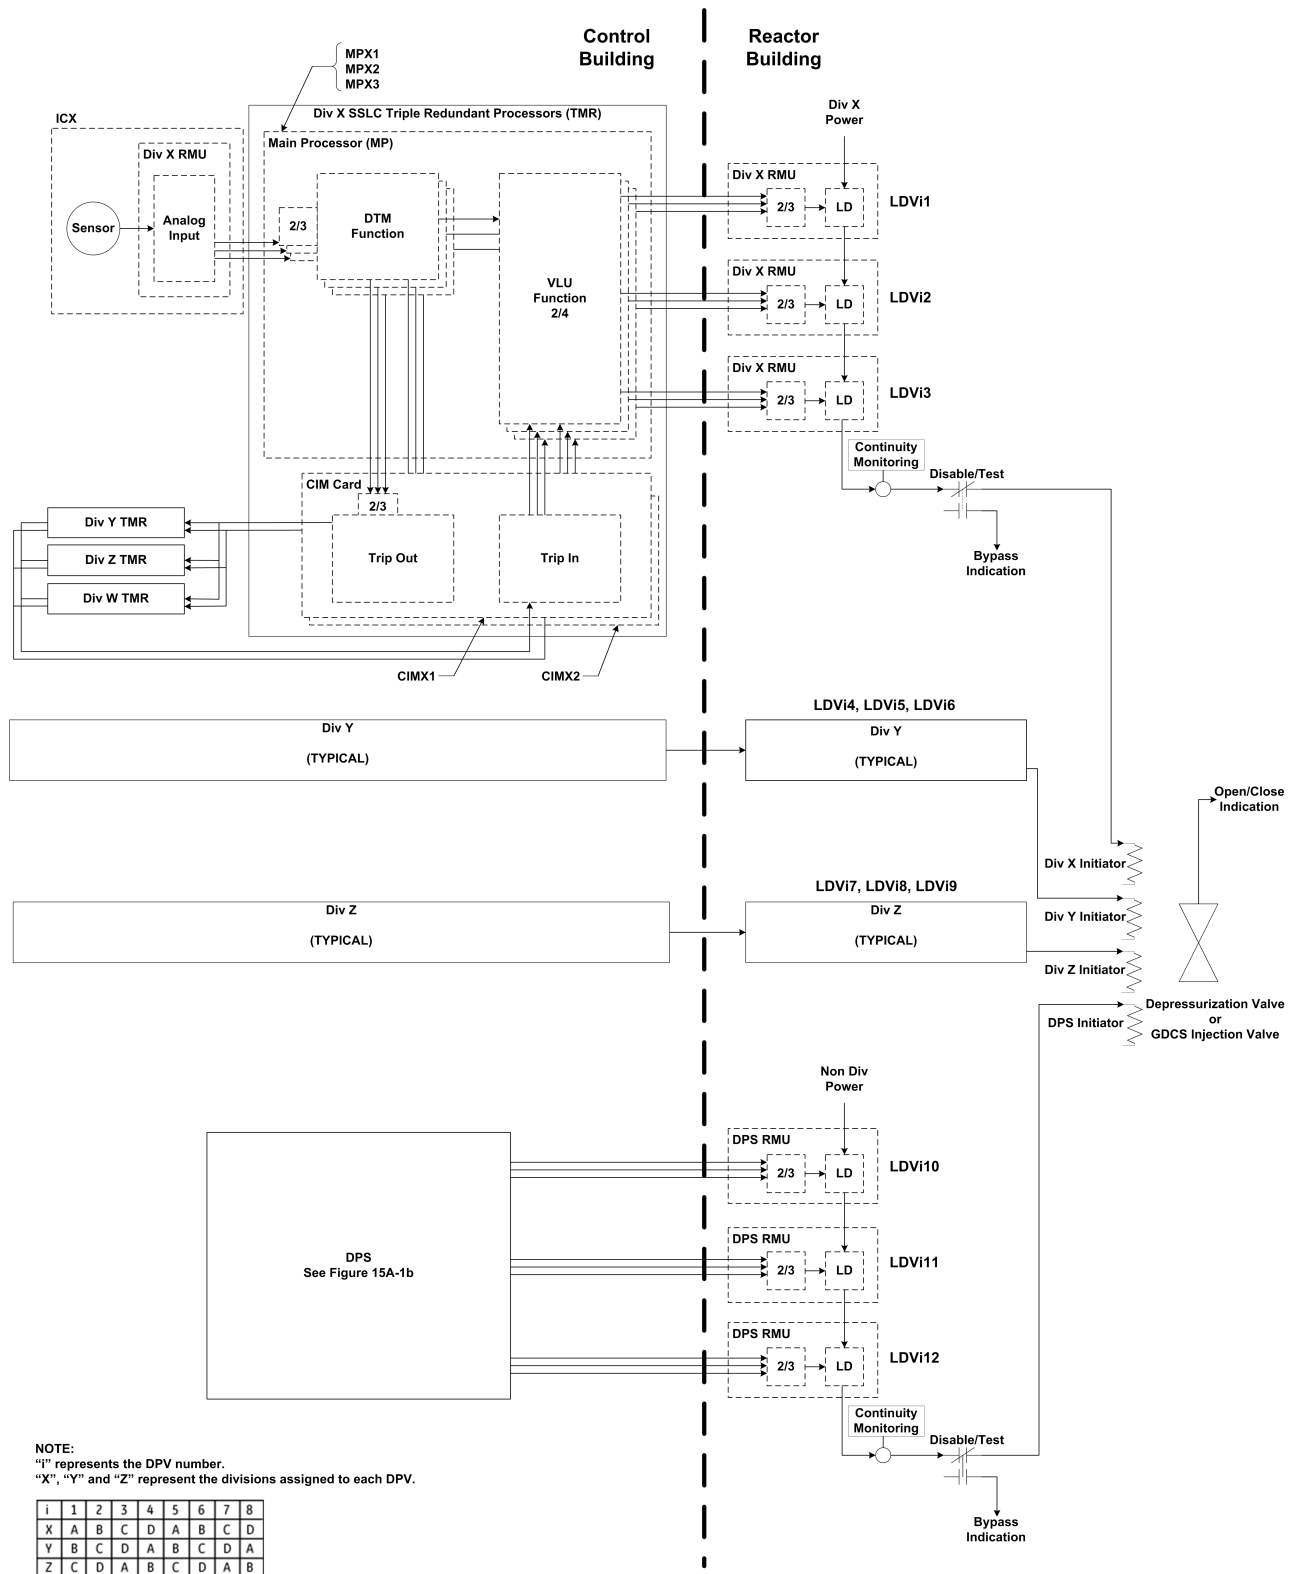 Control
Building
Reactor
Building
MPX1
MPX2
MPX3
Div X SSLC Triple Redundant Processors (TMR)
Main Processor (MP)
ICX
Div X RMU
Sensor
Analog
Input
2/3
DTM
Function
VLU
Function
2/4
Div X
Power
Div X RMU
2/3
LD
LDVi1
Div X RMU
2/3
LD
LDVi2
Div X RMU
2/3
LD
LDVi3
Continuity
Monitoring
Disable/Test
Bypass
Indication
CIM Card
2/3
Trip Out
Trip In
Div Y TMR
Div Z TMR
Div W TMR
CIMX1
CIMX2
Div Y
(TYPICAL)
LDVi4, LDVi5, LDVi6
Div Y
(TYPICAL)
Open/Close
Indication
Div X Initiator
Div Z
(TYPICAL)
LDVi7, LDVi8, LDVi9
Div Z
(TYPICAL)
Div Y Initiator
Div Z Initiator
DPS Initiator
Depressurization Valve
or
GDCS Injection Valve
Non Div
Power
DPS
See Figure 15A-1b
DPS RMU
2/3
LD
LDVi10
DPS RMU
2/3
LD
LDVi11
DPS RMU
2/3
LD
LDVi12
Continuity
Monitoring
Disable/Test
Bypass
Indication
NOTE:
“i” represents the DPV number.
“X”, “Y” and “Z” represent the divisions assigned to each DPV.
i 1 2 3 4 5 6 7 8
X A B C D A B C D
Y B C D A B C D A
Z C D A B C D A B